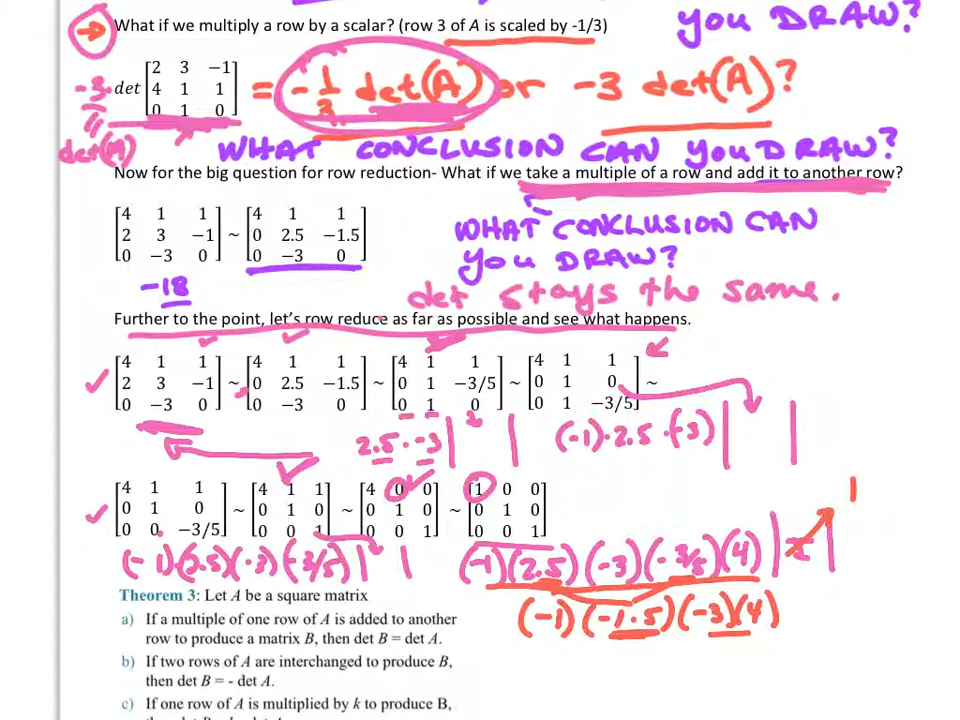 you DRAW?
What if we multiply a row by a scalar? (row 3 of A is scaled by -1/3)
-3 det [2 3 −1] = -1/3 det(A) or -3 det(A)?
[4 1 1]
[0 1 0]
det(A)
WHAT CONCLUSION CAN YOU DRAW?
Now for the big question for row reduction- What if we take a multiple of a row and add it to another row?
[4 1 1] [4 1 1]
[2 3 −1] ~ [0 2.5 −1.5]
[0 −3 0] [0 −3 0]
WHAT CONCLUSION CAN
you DRAW?
-18
det stays the same.
Further to the point, let's row reduce as far as possible and see what happens.
[4 1 1] [4 1 1] [4 1 1] [4 1 1]
[2 3 −1] ~ [0 2.5 −1.5] ~ [0 1 −3/5] ~ [0 1 0] ~
[0 −3 0] [0 −3 0] [0 1 0] [0 1 −3/5]
2.5 · -3 | | (-1)·2.5·(-3) | |
[4 1 1] [4 1 1] [4 0 0] [1 0 0]
[0 1 0] ~ [0 1 0] ~ [0 1 0] ~ [0 1 0]
[0 0 −3/5] [0 0 1] [0 0 1] [0 0 1]
1
(-1)(2.5)(-3)(-3/5) | | (-1)(2.5)(-3)(-3/5)(4) | I |
(-1)(-1.5)(-3)(4)
Theorem 3: Let A be a square matrix
a) If a multiple of one row of A is added to another
row to produce a matrix B, then det B = det A.
b) If two rows of A are interchanged to produce B,
then det B = - det A.
c) If one row of A is multiplied by k to produce B,